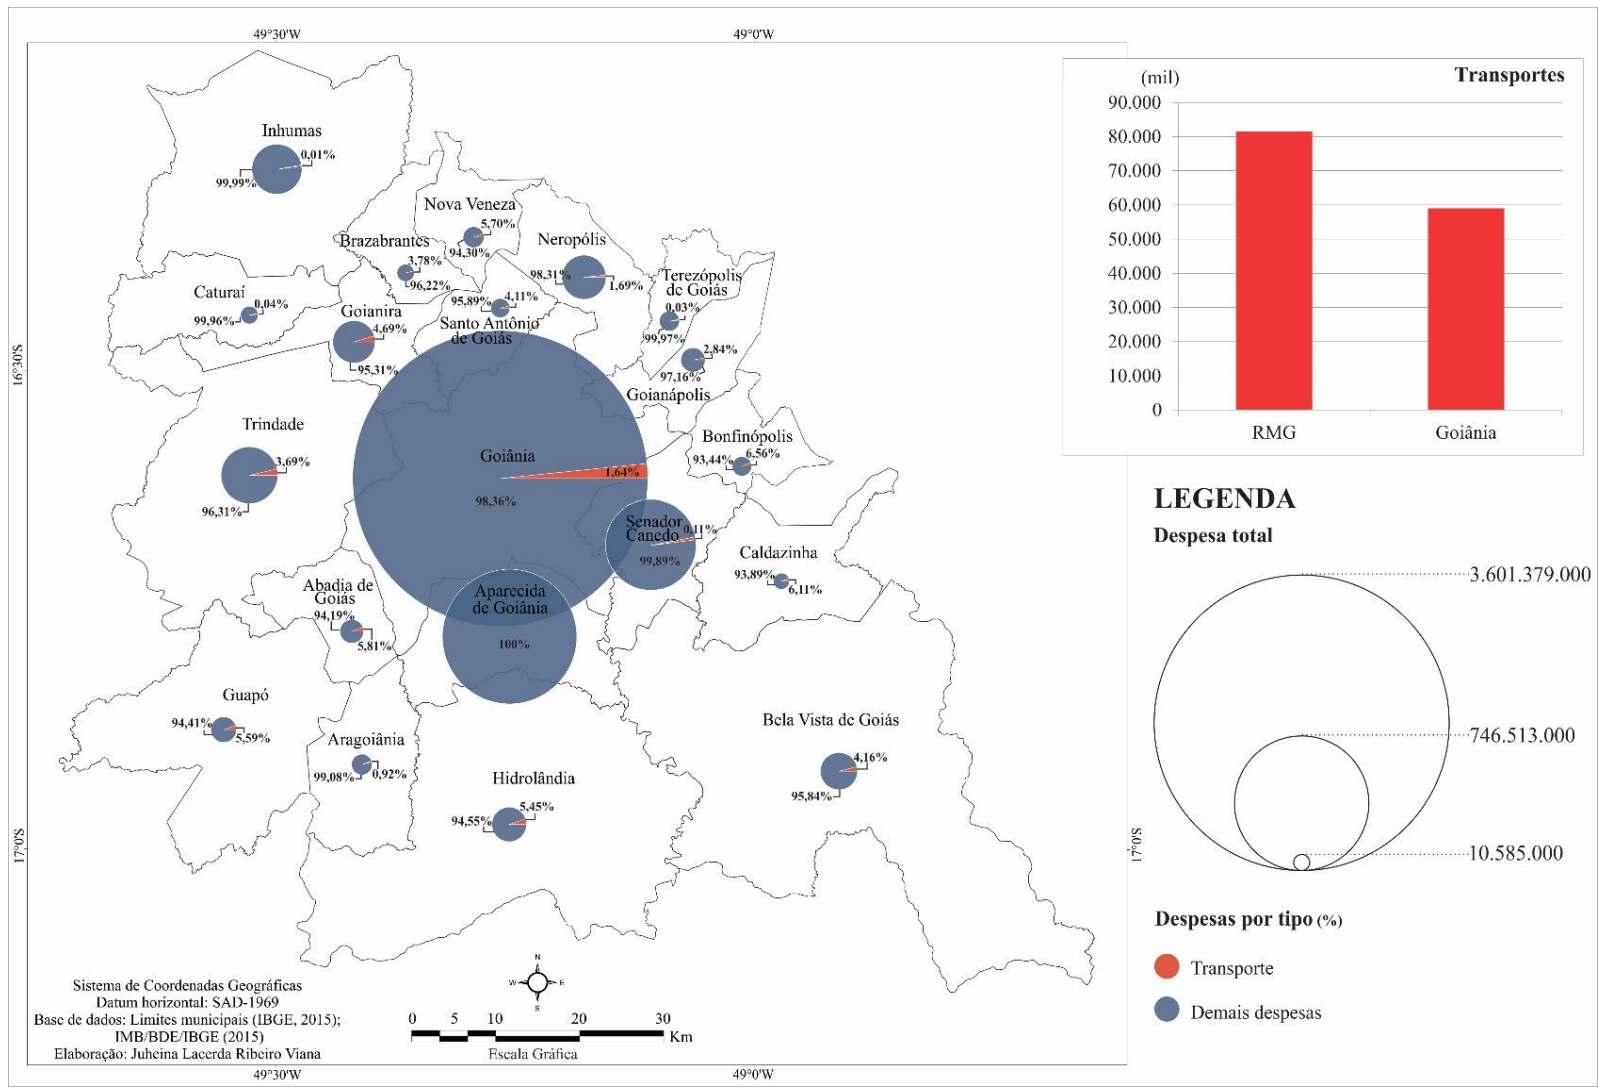 49°30'W
49°0'W
16°30'S
17°0'S
17°0'S
Inhumas
0,01%
99,99%
Nova Veneza
5,70%
94,30%
Brazabrantes
3,78%
96,22%
Neropólis
98,31%
1,69%
Terezópolis
de Goiás
0,03%
99,97%
Caturaí
0,04%
99,96%
Goianira
4,69%
95,31%
95,89%
4,11%
Santo Antônio
de Goiás
2,84%
97,16%
Goianápolis
Trindade
3,69%
96,31%
Goiânia
1,64%
98,36%
Bonfinópolis
93,44%
6,56%
Senador
Canedo
0,11%
99,89%
Caldazinha
93,89%
6,11%
Abadia de
Goiás
94,19%
5,81%
Aparecida
de Goiânia
100%
Guapó
94,41%
5,59%
Aragoiânia
99,08%
0,92%
Hidrolândia
5,45%
94,55%
Bela Vista de Goiás
4,16%
95,84%
Sistema de Coordenadas Geográficas
Datum horizontal: SAD-1969
Base de dados: Limites municipais (IBGE, 2015);
IMB/BDE/IBGE (2015)
Elaboração: Juheina Lacerda Ribeiro Viana
N
W E
S
0 5 10 20 30
Km
Escala Gráfica
49°30'W
49°0'W
(mil)
Transportes
90.000
80.000
70.000
60.000
50.000
40.000
30.000
20.000
10.000
0
RMG
Goiânia
LEGENDA
Despesa total
3.601.379.000
746.513.000
10.585.000
Despesas por tipo (%)
Transporte
Demais despesas